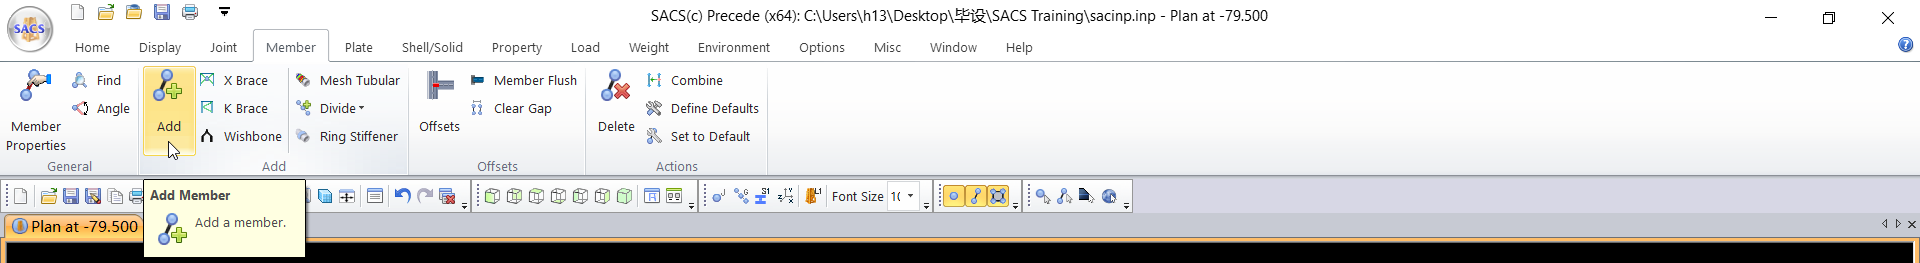 SACS(c) Precede (x64): C:\Users\h13\Desktop\毕设\SACS Training\sacinp.inp - Plan at -79.500
SACS
Home Display Joint Member Plate Shell/Solid Property Load Weight Environment Options Misc Window Help
Member Properties
Find
Angle
General
Add
X Brace
K Brace
Wishbone
Mesh Tubular
Divide
Ring Stiffener
Add
Offsets
Member Flush
Clear Gap
Offsets
Delete
Combine
Define Defaults
Set to Default
Actions
Font Size 10
Add Member
Add a member.
Plan at -79.500